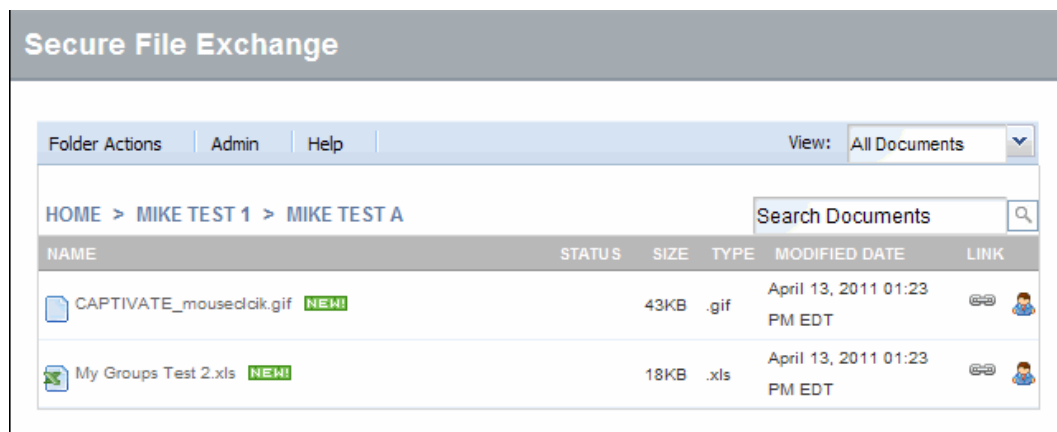 Secure File Exchange
Folder Actions Admin Help View: All Documents
HOME > MIKE TEST 1 > MIKE TEST A Search Documents
NAME STATUS SIZE TYPE MODIFIED DATE LINK
CAPTIVATE_mouseclcik.gif NEW! 43KB .gif April 13, 2011 01:23
PM EDT
My Groups Test 2.xls NEW! 18KB .xls April 13, 2011 01:23
PM EDT